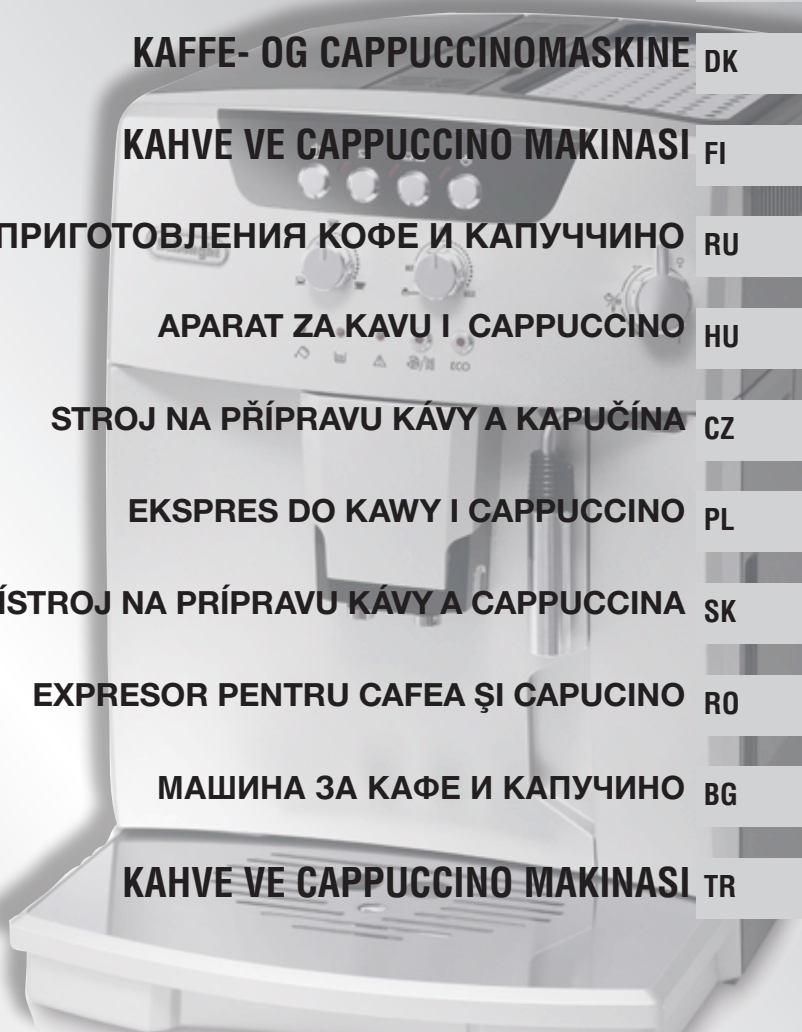 KAFFE- OG CAPPUCCINOMASKINE DK
KAHVE VE CAPPUCCINO MAKINASI FI
ПРИГОТОВЛЕНИЯ КОФЕ И КАПУЧЧИНО RU
APARAT ZA KAVU I CAPPUCCINO HU
STROJ NA PŘÍPRAVU KÁVY A KAPUČÍNA CZ
EKSPRES DO KAWY I CAPPUCCINO PL
ÍSTROJ NA PRÍPRAVU KÁVY A CAPPUCCINA SK
EXPRESOR PENTRU CAFEA ŞI CAPUCINO RO
МАШИНА ЗА КАФЕ И КАПУЧИНО BG
KAHVE VE CAPPUCCINO MAKINASI TR
ECO